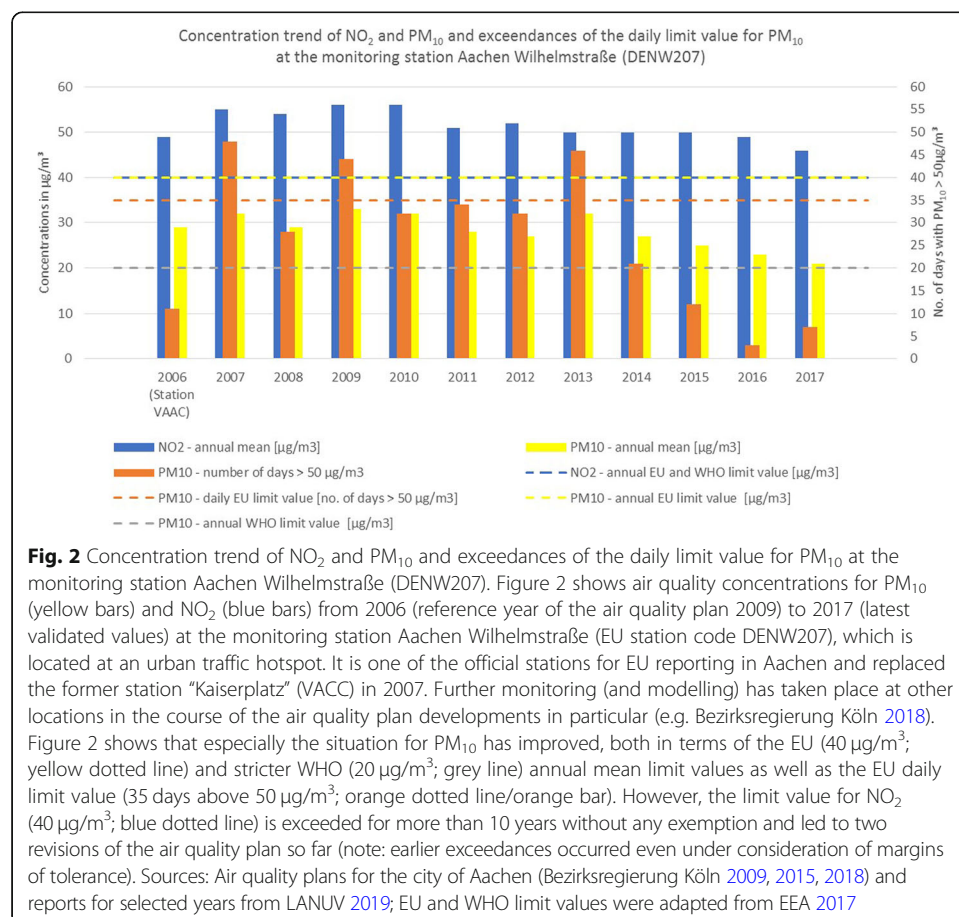 Concentration trend of NO₂ and PM₁₀ and exceendances of the daily limit value for PM₁₀
at the monitoring station Aachen Wilhelmstraße (DENW207)
Concentrations in µg/m³
60
50
40
30
20
10
0
60
55
50
45
40
35
30
25
20
15
10
5
0
No. of days with PM₁₀ > 50µg/m³
2006 2007 2008 2009 2010 2011 2012 2013 2014 2015 2016 2017
(Station
VAAC)
NO2 - annual mean [µg/m3] PM10 - annual mean [µg/m3]
PM10 - number of days > 50 µg/m3 NO2 - annual EU and WHO limit value [µg/m3]
PM10 - daily EU limit value [no. of days > 50 µg/m3] PM10 - annual EU limit value [µg/m3]
PM10 - annual WHO limit value [µg/m3]
Fig. 2 Concentration trend of NO₂ and PM₁₀ and exceedances of the daily limit value for PM₁₀ at the
monitoring station Aachen Wilhelmstraße (DENW207). Figure 2 shows air quality concentrations for PM₁₀
(yellow bars) and NO₂ (blue bars) from 2006 (reference year of the air quality plan 2009) to 2017 (latest
validated values) at the monitoring station Aachen Wilhelmstraße (EU station code DENW207), which is
located at an urban traffic hotspot. It is one of the official stations for EU reporting in Aachen and replaced
the former station “Kaiserplatz” (VACC) in 2007. Further monitoring (and modelling) has taken place at other
locations in the course of the air quality plan developments in particular (e.g. Bezirksregierung Köln 2018).
Figure 2 shows that especially the situation for PM₁₀ has improved, both in terms of the EU (40 µg/m³;
yellow dotted line) and stricter WHO (20 µg/m³; grey line) annual mean limit values as well as the EU daily
limit value (35 days above 50 µg/m³; orange dotted line/orange bar). However, the limit value for NO₂
(40 µg/m³; blue dotted line) is exceeded for more than 10 years without any exemption and led to two
revisions of the air quality plan so far (note: earlier exceedances occurred even under consideration of margins
of tolerance). Sources: Air quality plans for the city of Aachen (Bezirksregierung Köln 2009, 2015, 2018) and
reports for selected years from LANUV 2019; EU and WHO limit values were adapted from EEA 2017